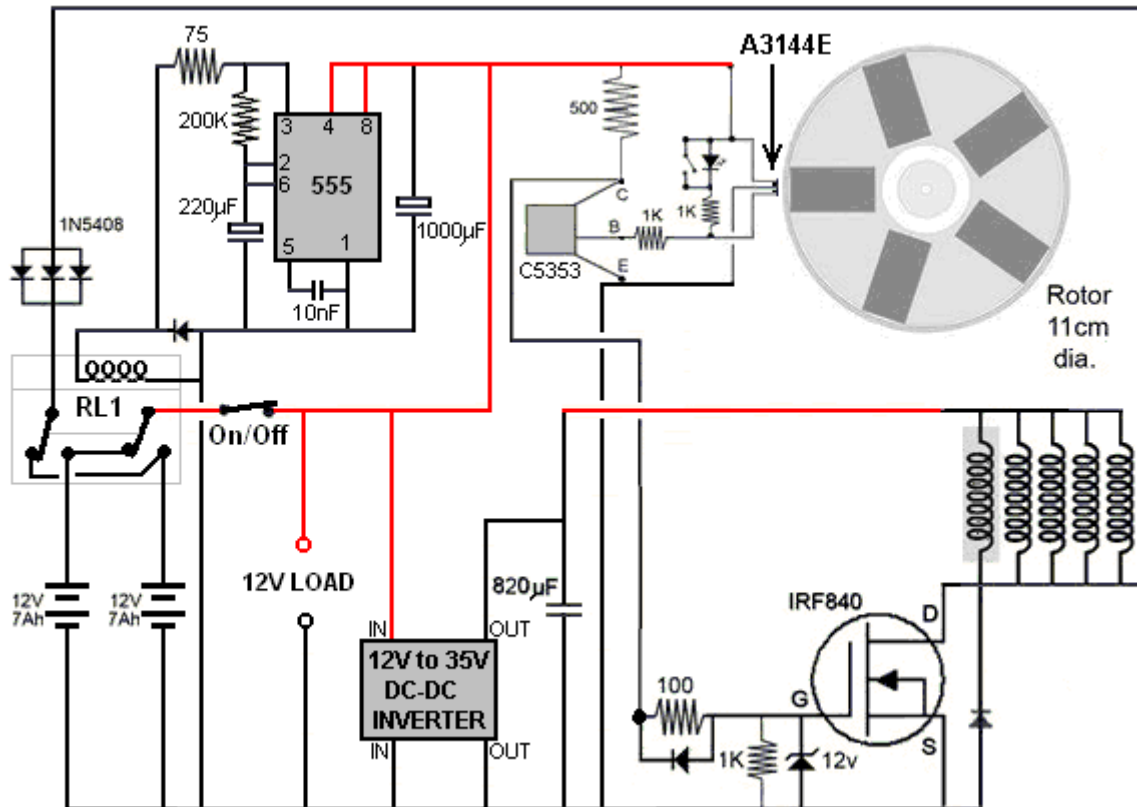 75
A3144E
500
200K
3
4
8
2
6
555
220µF
5
1
1000µF
10nF
1N5408
C
B
E
1K
1K
C5353
Rotor
11cm
dia.
RL1
On/Off
12V LOAD
12V
7Ah
12V
7Ah
820µF
IN
OUT
12V to 35V
DC-DC
INVERTER
IN
OUT
IRF840
D
G
S
100
1K
12v